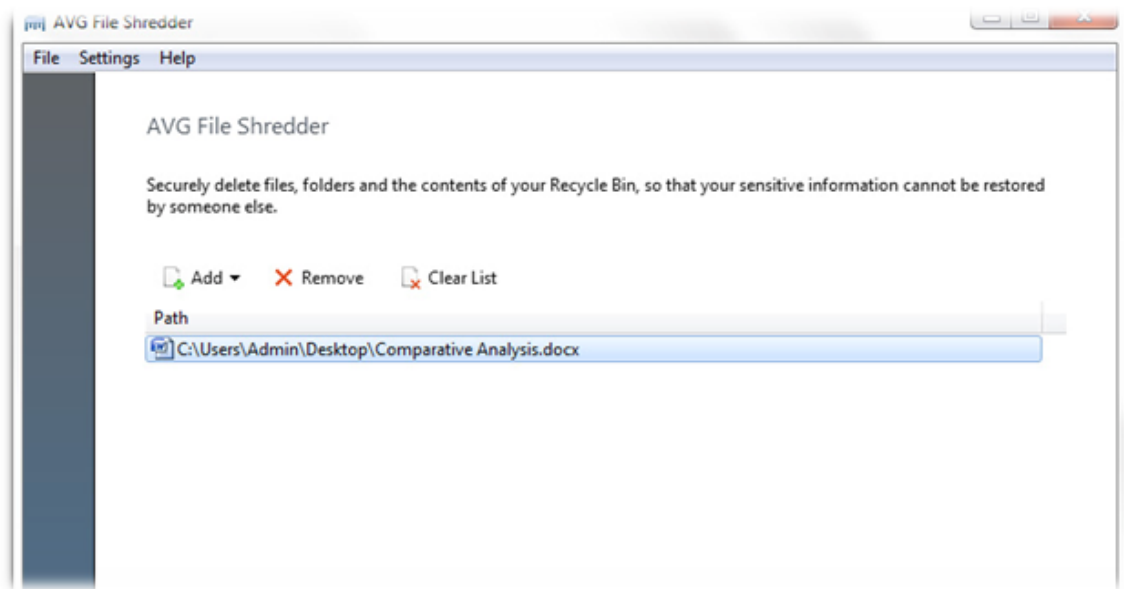 AVG File Shredder
File Settings Help
AVG File Shredder
Securely delete files, folders and the contents of your Recycle Bin, so that your sensitive information cannot be restored
by someone else.
Add Remove Clear List
Path
C:\Users\Admin\Desktop\Comparative Analysis.docx